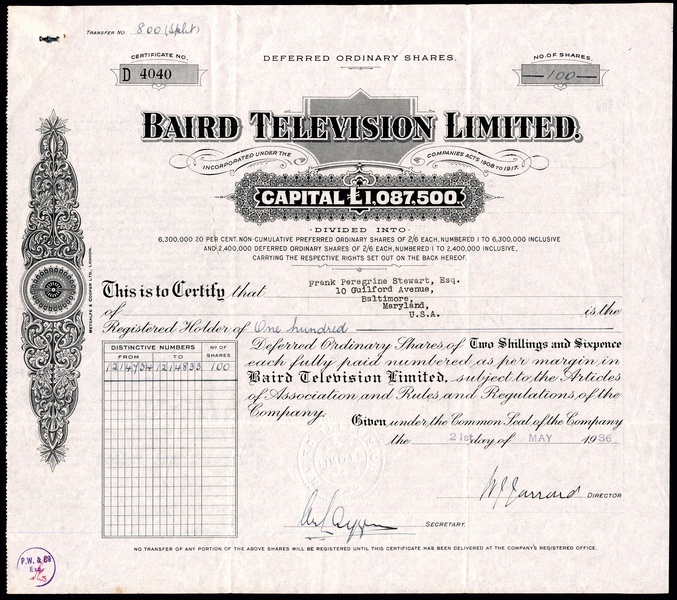 TRANSFER No. 800 (Split)
CERTIFICATE NO.
D 4040
DEFERRED ORDINARY SHARES.
NO. OF SHARES.
—100—
BAIRD TELEVISION LIMITED.
INCORPORATED UNDER THE COMPANIES ACTS 1908 TO 1917.
CAPITAL £1,087,500.
DIVIDED INTO
6,300,000 20 PER CENT. NON-CUMULATIVE PREFERRED ORDINARY SHARES OF 2/6 EACH, NUMBERED 1 TO 6,300,000 INCLUSIVE
AND 2,400,000 DEFERRED ORDINARY SHARES OF 2/6 EACH, NUMBERED 1 TO 2,400,000 INCLUSIVE,
CARRYING THE RESPECTIVE RIGHTS SET OUT ON THE BACK HEREOF.
METCALFE & COOPER LTD., LONDON.
This is to Certify that Frank Peregrine Stewart, Esq.
10 Guilford Avenue,
Baltimore,
Maryland,
of U.S.A. is the
Registered Holder of One hundred
DISTINCTIVE NUMBERS
FROM TO
No OF SHARES
1214734 1214833 100
Deferred Ordinary Shares of Two Shillings and Sixpence
each fully paid numbered as per margin in
Baird Television Limited, subject to the Articles
of Association and Rules and Regulations of the
Company.
Given under the Common Seal of the Company
the 21st day of MAY 1936
LIMITED
DIRECTOR
SECRETARY.
NO TRANSFER OF ANY PORTION OF THE ABOVE SHARES WILL BE REGISTERED UNTIL THIS CERTIFICATE HAS BEEN DELIVERED AT THE COMPANY'S REGISTERED OFFICE.
P.W. & Co